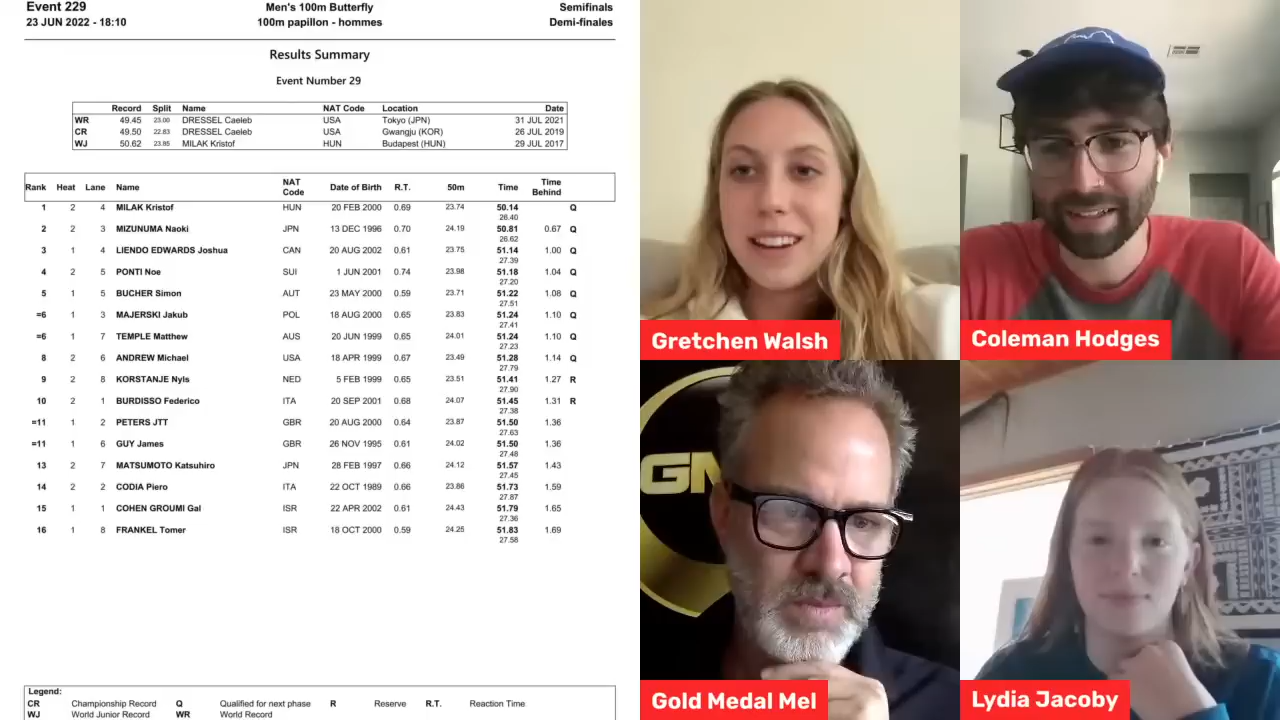 Event 229 Men's 100m Butterfly Semifinals
23 JUN 2022 - 18:10 100m papillon - hommes Demi-finales
Results Summary
Event Number 29
Record Split Name NAT Code Location Date
WR 49.45 23.00 DRESSEL Caeleb USA Tokyo (JPN) 31 JUL 2021
CR 49.50 22.83 DRESSEL Caeleb USA Gwangju (KOR) 26 JUL 2019
WJ 50.62 23.85 MILAK Kristof HUN Budapest (HUN) 29 JUL 2017
Rank Heat Lane Name NAT Code Date of Birth R.T. 50m Time Time Behind
1 2 4 MILAK Kristof HUN 20 FEB 2000 0.69 23.74 50.14 Q
26.40
2 2 3 MIZUNUMA Naoki JPN 13 DEC 1996 0.70 24.19 50.81 0.67 Q
26.62
3 1 4 LIENDO EDWARDS Joshua CAN 20 AUG 2002 0.61 23.75 51.14 1.00 Q
27.39
4 2 5 PONTI Noe SUI 1 JUN 2001 0.74 23.98 51.18 1.04 Q
27.20
5 1 5 BUCHER Simon AUT 23 MAY 2000 0.59 23.71 51.22 1.08 Q
27.51
=6 1 3 MAJERSKI Jakub POL 18 AUG 2000 0.65 23.83 51.24 1.10 Q
27.41
=6 1 7 TEMPLE Matthew AUS 20 JUN 1999 0.65 24.01 51.24 1.10 Q
27.23
8 2 6 ANDREW Michael USA 18 APR 1999 0.67 23.49 51.28 1.14 Q
27.79
9 2 8 KORSTANJE Nyls NED 5 FEB 1999 0.65 23.51 51.41 1.27 R
27.90
10 2 1 BURDISSO Federico ITA 20 SEP 2001 0.68 24.07 51.45 1.31 R
27.38
=11 1 2 PETERS JTT GBR 20 AUG 2000 0.64 23.87 51.50 1.36
27.63
=11 1 6 GUY James GBR 26 NOV 1995 0.61 24.02 51.50 1.36
27.48
13 2 7 MATSUMOTO Katsuhiro JPN 28 FEB 1997 0.66 24.12 51.57 1.43
27.45
14 2 2 CODIA Piero ITA 22 OCT 1989 0.66 23.86 51.73 1.59
27.87
15 1 1 COHEN GROUMI Gal ISR 22 APR 2002 0.61 24.43 51.79 1.65
27.36
16 1 8 FRANKEL Tomer ISR 18 OCT 2000 0.59 24.25 51.83 1.69
27.58
Legend:
CR Championship Record Q Qualified for next phase R Reserve R.T. Reaction Time
WJ World Junior Record WR World Record
Gretchen Walsh
Coleman Hodges
GM
Gold Medal Mel
Lydia Jacoby